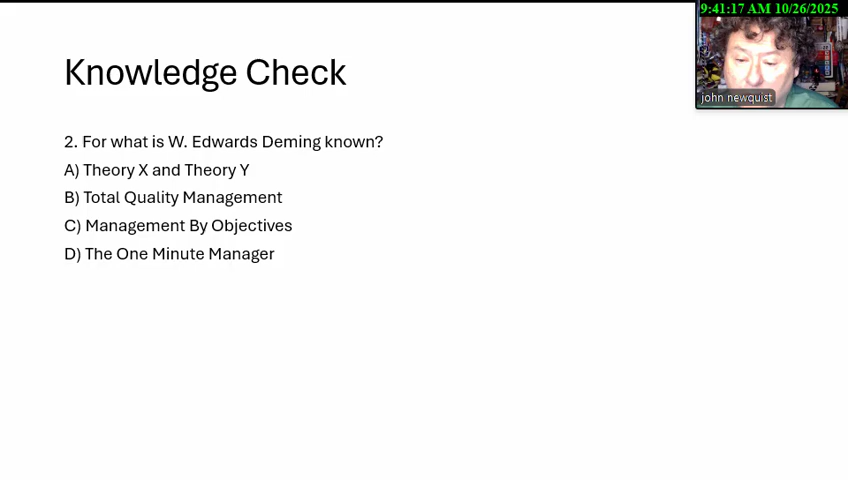 9:41:17 AM 10/26/2025
john newquist
Knowledge Check
2. For what is W. Edwards Deming known?
A) Theory X and Theory Y
B) Total Quality Management
C) Management By Objectives
D) The One Minute Manager